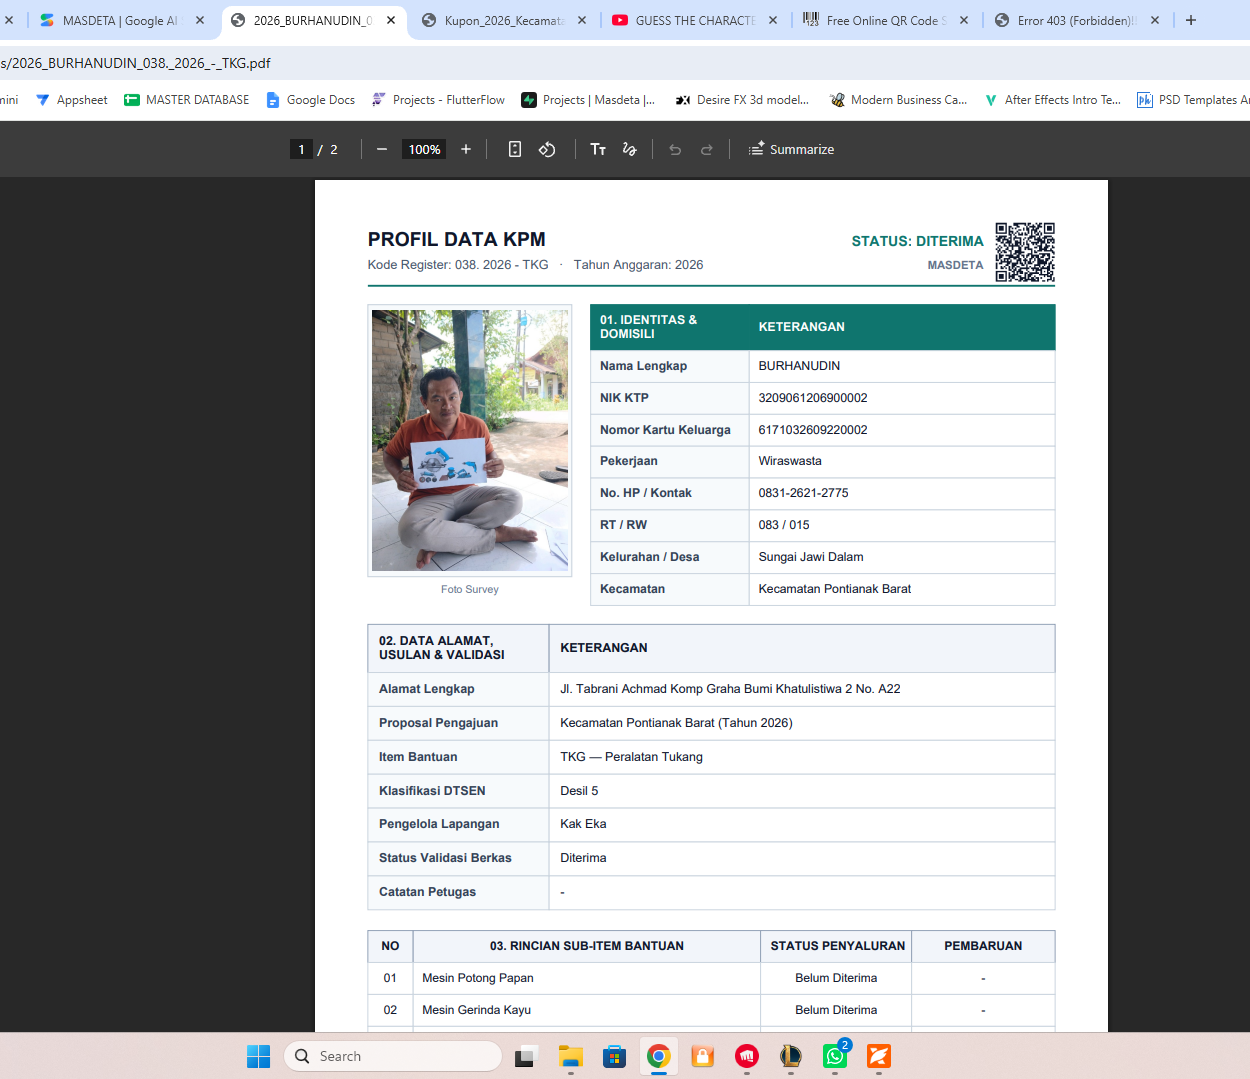 MASDETA | Google AI S
2026_BURHANUDIN_0
Kupon_2026_Kecamata
GUESS THE CHARACTE
Free Online QR Code S
Error 403 (Forbidden)!!
s/2026_BURHANUDIN_038._2026_-_TKG.pdf
mini
Appsheet
MASTER DATABASE
Google Docs
Projects - FlutterFlow
Projects | Masdeta |...
Desire FX 3d model...
Modern Business Ca...
After Effects Intro Te...
PSD Templates Ar
1 / 2
100%
Summarize
PROFIL DATA KPM
STATUS: DITERIMA
Kode Register: 038. 2026 - TKG · Tahun Anggaran: 2026
MASDETA
01. IDENTITAS & DOMISILI KETERANGAN
Nama Lengkap BURHANUDIN
NIK KTP 3209061206900002
Nomor Kartu Keluarga 6171032609220002
Pekerjaan Wiraswasta
No. HP / Kontak 0831-2621-2775
RT / RW 083 / 015
Kelurahan / Desa Sungai Jawi Dalam
Kecamatan Kecamatan Pontianak Barat
Foto Survey
02. DATA ALAMAT, USULAN & VALIDASI KETERANGAN
Alamat Lengkap Jl. Tabrani Achmad Komp Graha Bumi Khatulistiwa 2 No. A22
Proposal Pengajuan Kecamatan Pontianak Barat (Tahun 2026)
Item Bantuan TKG — Peralatan Tukang
Klasifikasi DTSEN Desil 5
Pengelola Lapangan Kak Eka
Status Validasi Berkas Diterima
Catatan Petugas -
NO 03. RINCIAN SUB-ITEM BANTUAN STATUS PENYALURAN PEMBARUAN
01 Mesin Potong Papan Belum Diterima -
02 Mesin Gerinda Kayu Belum Diterima -
Search
2